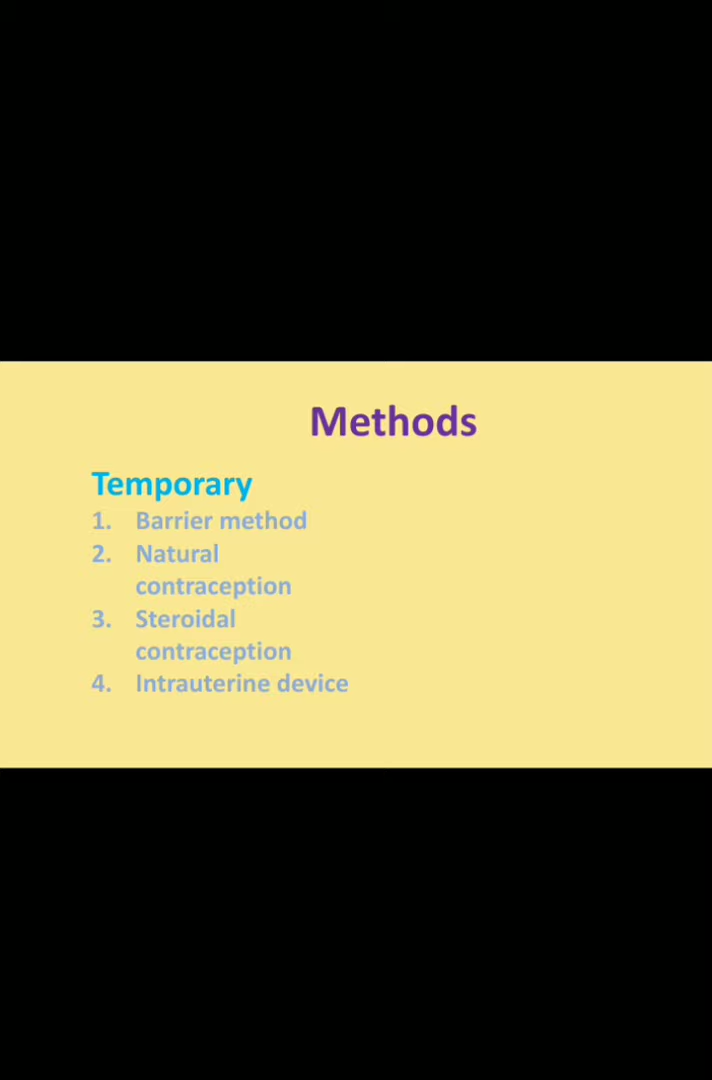 Methods
Temporary
1. Barrier method
2. Natural
contraception
3. Steroidal
contraception
4. Intrauterine device